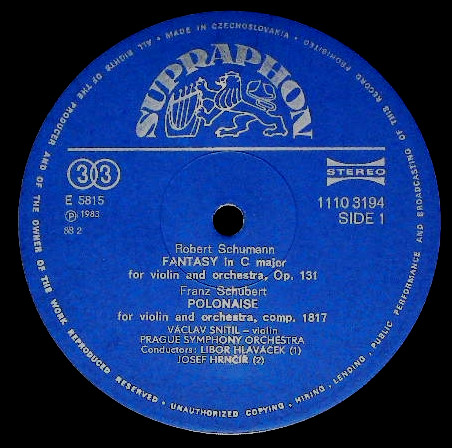 ALL RIGHTS OF THE PRODUCER AND OF THE OWNER OF THE WORK REPRODUCED RESERVED • UNAUTHORIZED COPYING • HIRING, LENDING, PUBLIC PERFORMANCE AND BROADCASTING OF THIS RECORD PROHIBITED • MADE IN CZECHOSLOVAKIA •
SUPRAPHON
33
STEREO
E 5815
1110 3194
Ⓟ 1983
SIDE 1
88 2
Robert Schumann
FANTASY in C major
for violin and orchestra, Op. 131
Franz Schubert
POLONAISE
for violin and orchestra, comp. 1817
VÁCLAV SNÍTIL – violin
PRAGUE SYMPHONY ORCHESTRA
Conductors: LIBOR HLAVÁČEK (1)
JOSEF HRNČÍŘ (2)